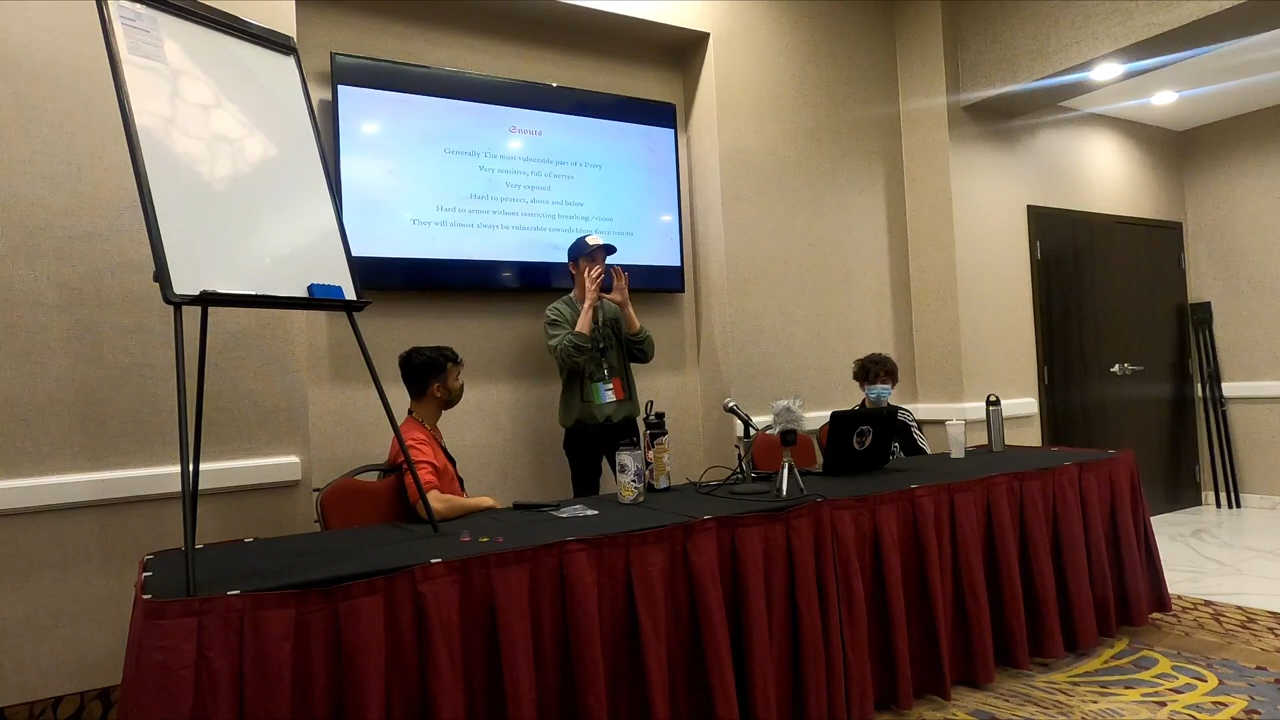 Snouts
Generally The most vulnerable part of a Furry
Very sensitive, full of nerves
Very exposed
Hard to protect, above and below
Hard to armor without restricting breathing / vision
They will almost always be vulnerable towards blunt force trauma